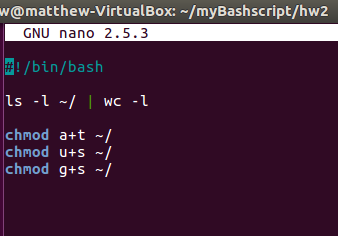 w@matthew-VirtualBox: ~/myBashscript/hw2
GNU nano 2.5.3
#!/bin/bash
ls -l ~/ | wc -l
chmod a+t ~/
chmod u+s ~/
chmod g+s ~/